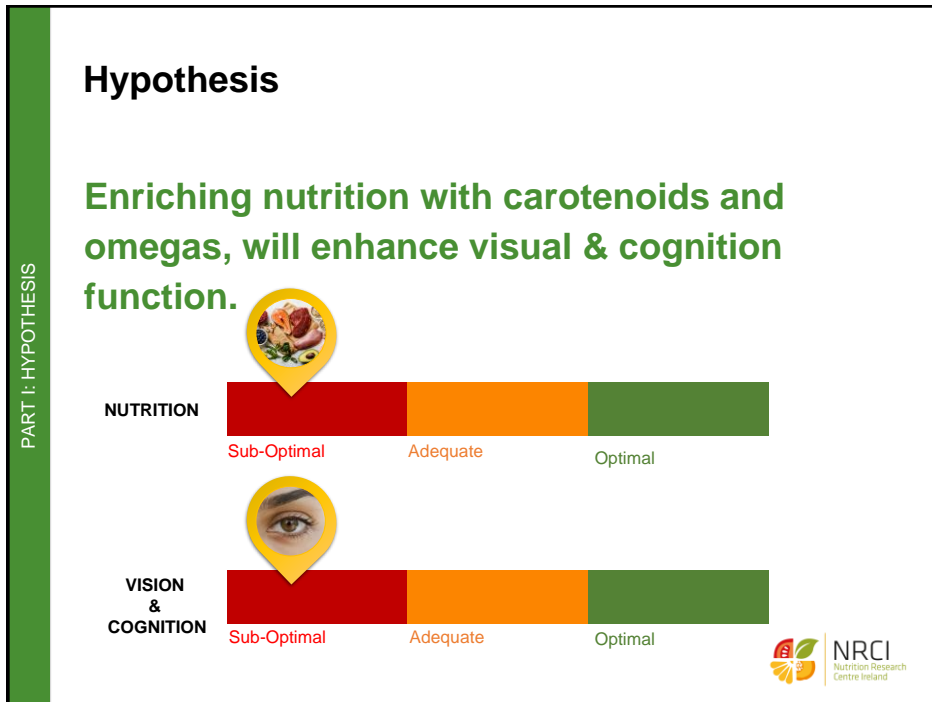 PART I: HYPOTHESIS
Hypothesis
Enriching nutrition with carotenoids and
omegas, will enhance visual & cognition
function.
NUTRITION
Sub-Optimal
Adequate
Optimal
VISION
&
COGNITION
Sub-Optimal
Adequate
Optimal
NRCI
Nutrition Research
Centre Ireland